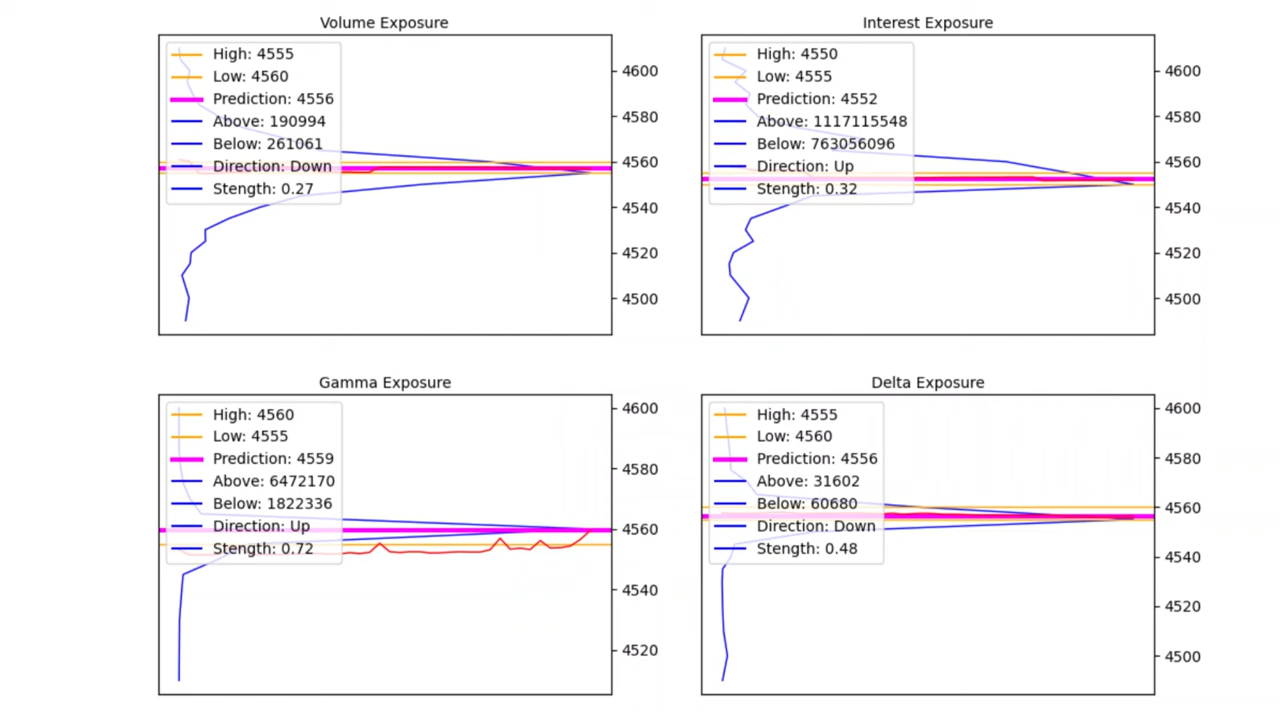 Volume Exposure
High: 4555
Low: 4560
Prediction: 4556
Above: 190994
Below: 261061
Direction: Down
Stength: 0.27
4600
4580
4560
4540
4520
4500
Interest Exposure
High: 4550
Low: 4555
Prediction: 4552
Above: 1117115548
Below: 763056096
Direction: Up
Stength: 0.32
4600
4580
4560
4540
4520
4500
Gamma Exposure
High: 4560
Low: 4555
Prediction: 4559
Above: 6472170
Below: 1822336
Direction: Up
Stength: 0.72
4600
4580
4560
4540
4520
Delta Exposure
High: 4555
Low: 4560
Prediction: 4556
Above: 31602
Below: 60680
Direction: Down
Stength: 0.48
4600
4580
4560
4540
4520
4500